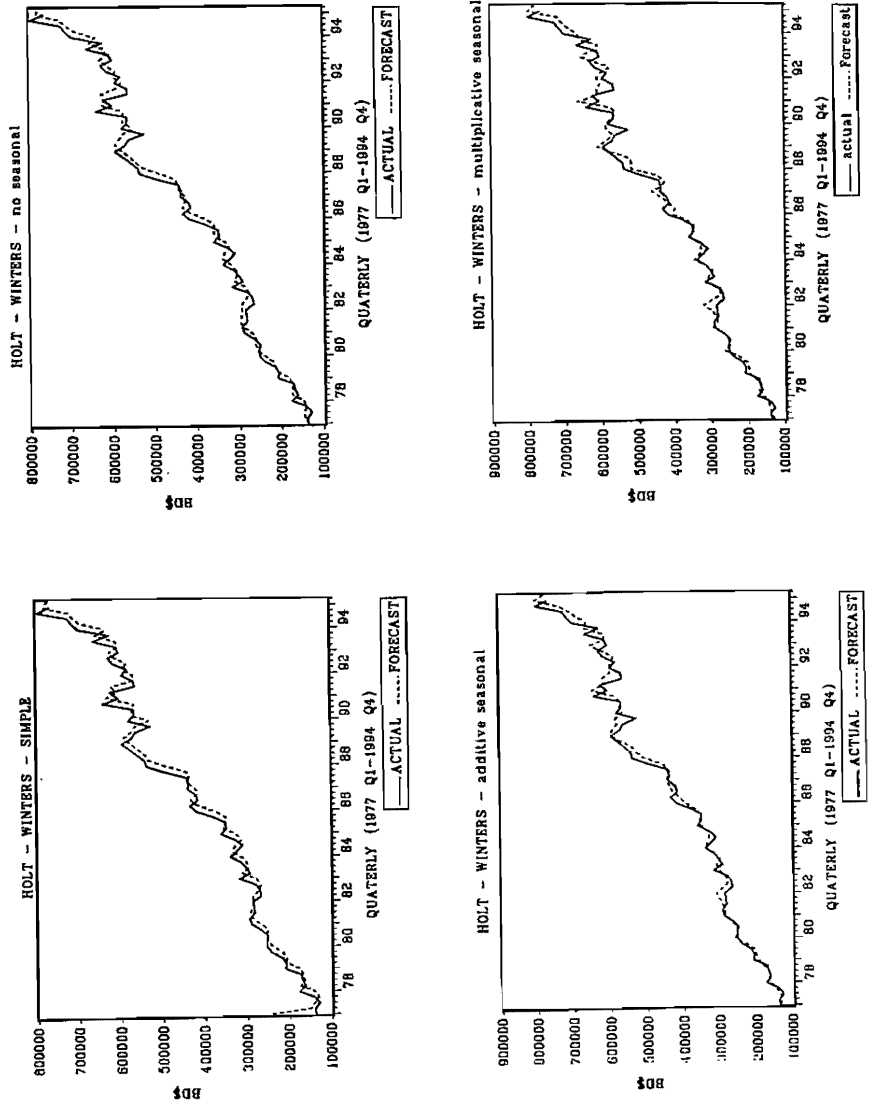 HOLT - WINTERS - SIMPLE
800000
700000
600000
500000
400000
300000
200000
100000
BD$
78 80 82 84 86 88 90 92 94
QUATERLY (1977 Q1-1994 Q4)
ACTUAL -----FORECAST
HOLT - WINTERS - no seasonal
800000
700000
600000
500000
400000
300000
200000
100000
BD$
78 80 82 84 86 88 90 92 94
QUATERLY (1977 Q1-1994 Q4)
ACTUAL -----FORECAST
HOLT - WINTERS - additive seasonal
900000
800000
700000
600000
500000
400000
300000
200000
100000
BD$
78 80 82 84 86 88 90 92 94
QUATERLY (1977 Q1-1994 Q4)
ACTUAL -----FORECAST
HOLT - WINTERS - multiplicative seasonal
900000
800000
700000
600000
500000
400000
300000
200000
100000
BD$
78 80 82 84 86 88 90 92 94
QUATERLY (1977 Q1-1994 Q4)
actual -----Forecast